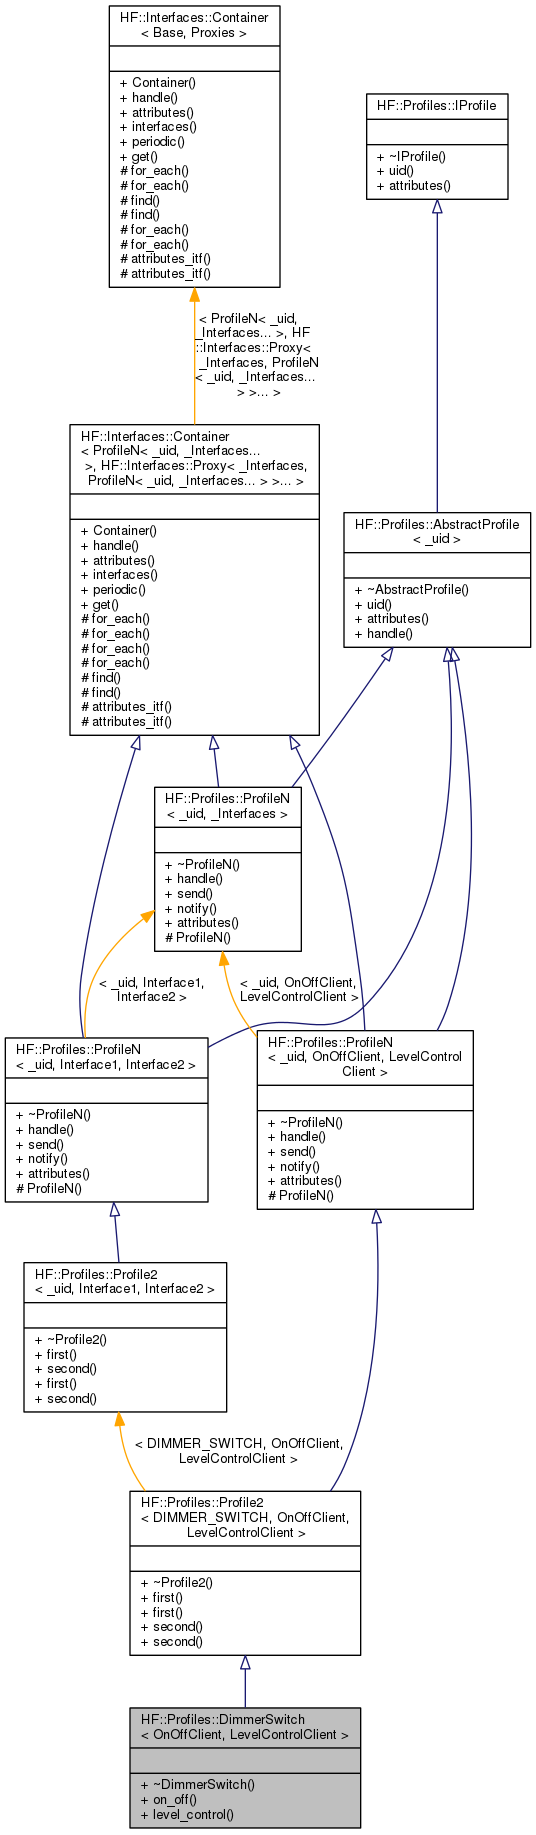 HF::Interfaces::Container
< Base, Proxies >
+ Container()
+ handle()
+ attributes()
+ interfaces()
+ periodic()
+ get()
# for_each()
# for_each()
# find()
# find()
# for_each()
# for_each()
# attributes_itf()
# attributes_itf()
HF::Profiles::IProfile
+ ~IProfile()
+ uid()
+ attributes()
< ProfileN< _uid,
_Interfaces... >, HF
::Interfaces::Proxy<
_Interfaces, ProfileN
< _uid, _Interfaces...
> >... >
HF::Interfaces::Container
< ProfileN< _uid, _Interfaces...
>, HF::Interfaces::Proxy< _Interfaces,
ProfileN< _uid, _Interfaces... > >... >
+ Container()
+ handle()
+ attributes()
+ interfaces()
+ periodic()
+ get()
# for_each()
# for_each()
# for_each()
# for_each()
# find()
# find()
# attributes_itf()
# attributes_itf()
HF::Profiles::AbstractProfile
< _uid >
+ ~AbstractProfile()
+ uid()
+ attributes()
+ handle()
HF::Profiles::ProfileN
< _uid, _Interfaces >
+ ~ProfileN()
+ handle()
+ send()
+ notify()
+ attributes()
# ProfileN()
< _uid, Interface1,
Interface2 >
< _uid, OnOffClient,
LevelControlClient >
HF::Profiles::ProfileN
< _uid, Interface1, Interface2 >
+ ~ProfileN()
+ handle()
+ send()
+ notify()
+ attributes()
# ProfileN()
HF::Profiles::ProfileN
< _uid, OnOffClient, LevelControl
Client >
+ ~ProfileN()
+ handle()
+ send()
+ notify()
+ attributes()
# ProfileN()
HF::Profiles::Profile2
< _uid, Interface1, Interface2 >
+ ~Profile2()
+ first()
+ second()
+ first()
+ second()
< DIMMER_SWITCH, OnOffClient,
LevelControlClient >
HF::Profiles::Profile2
< DIMMER_SWITCH, OnOffClient,
LevelControlClient >
+ ~Profile2()
+ first()
+ first()
+ second()
+ second()
HF::Profiles::DimmerSwitch
< OnOffClient, LevelControlClient >
+ ~DimmerSwitch()
+ on_off()
+ level_control()